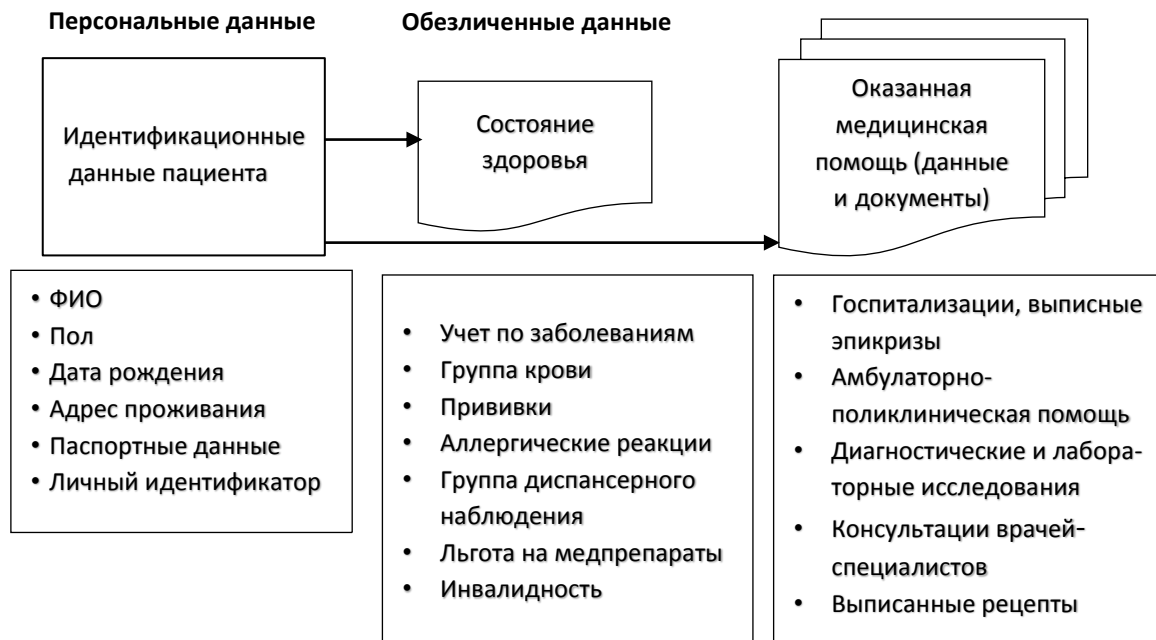 Персональные данные
Обезличенные данные
Идентификационные
данные пациента
Состояние
здоровья
Оказанная
медицинская
помощь (данные
и документы)
• ФИО
• Пол
• Дата рождения
• Адрес проживания
• Паспортные данные
• Личный идентификатор
• Учет по заболеваниям
• Группа крови
• Прививки
• Аллергические реакции
• Группа диспансерного
наблюдения
• Льгота на медпрепараты
• Инвалидность
• Госпитализации, выписные
эпикризы
• Амбулаторно-
поликлиническая помощь
• Диагностические и лабора-
торные исследования
• Консультации врачей-
специалистов
• Выписанные рецепты